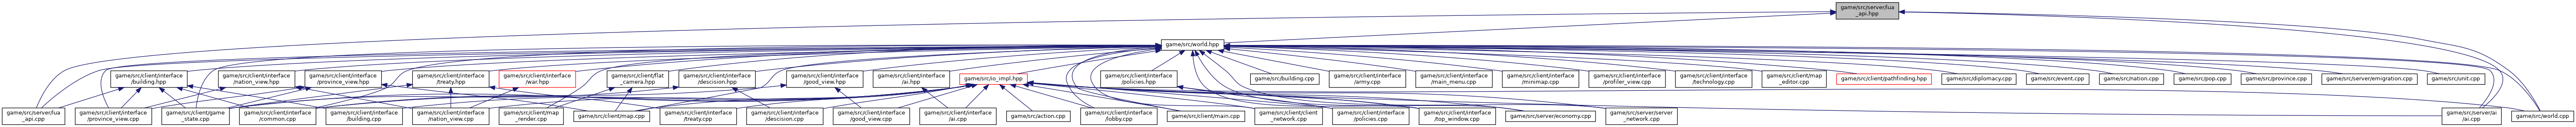 game/src/server/lua
_api.hpp
game/src/world.hpp
game/src/client/interface
/building.hpp
game/src/client/interface
/nation_view.hpp
game/src/client/interface
/province_view.hpp
game/src/client/interface
/treaty.hpp
game/src/client/interface
/war.hpp
game/src/client/flat
_camera.hpp
game/src/client/interface
/descision.hpp
game/src/client/interface
/good_view.hpp
game/src/client/interface
/ai.hpp
game/src/io_impl.hpp
game/src/client/interface
/policies.hpp
game/src/building.cpp
game/src/client/interface
/army.cpp
game/src/client/interface
/main_menu.cpp
game/src/client/interface
/minimap.cpp
game/src/client/interface
/profiler_view.cpp
game/src/client/interface
/technology.cpp
game/src/client/map
_editor.cpp
game/src/client/pathfinding.hpp
game/src/diplomacy.cpp
game/src/event.cpp
game/src/nation.cpp
game/src/pop.cpp
game/src/province.cpp
game/src/server/emigration.cpp
game/src/unit.cpp
game/src/server/lua
_api.cpp
game/src/client/interface
/province_view.cpp
game/src/client/game
_state.cpp
game/src/client/interface
/common.cpp
game/src/client/interface
/building.cpp
game/src/client/interface
/nation_view.cpp
game/src/client/map
_render.cpp
game/src/client/map.cpp
game/src/client/interface
/treaty.cpp
game/src/client/interface
/descision.cpp
game/src/client/interface
/good_view.cpp
game/src/client/interface
/ai.cpp
game/src/action.cpp
game/src/client/interface
/lobby.cpp
game/src/client/main.cpp
game/src/client/client
_network.cpp
game/src/client/interface
/policies.cpp
game/src/client/interface
/top_window.cpp
game/src/server/economy.cpp
game/src/server/server
_network.cpp
game/src/server/ai
/ai.cpp
game/src/world.cpp